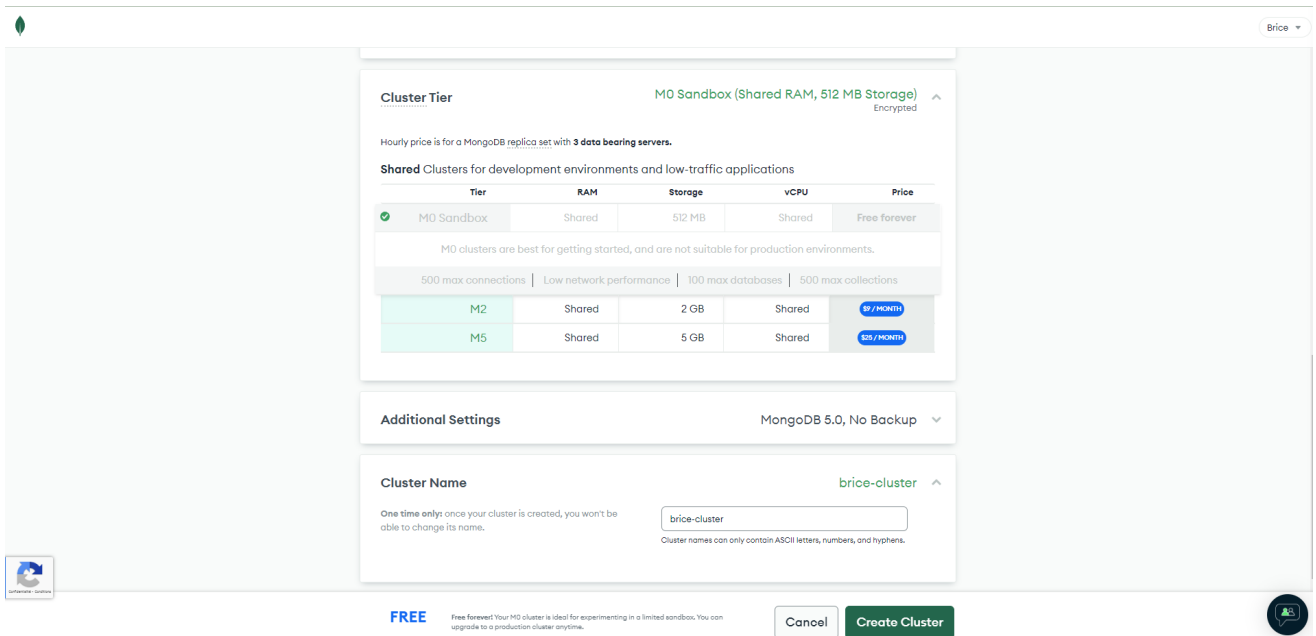 Brice
Cluster Tier
M0 Sandbox (Shared RAM, 512 MB Storage)
Encrypted
Hourly price is for a MongoDB replica set with 3 data bearing servers.
Shared Clusters for development environments and low-traffic applications
Tier RAM Storage vCPU Price
M0 Sandbox Shared 512 MB Shared Free forever
M0 clusters are best for getting started, and are not suitable for production environments.
500 max connections | Low network performance | 100 max databases | 500 max collections
M2 Shared 2 GB Shared $9 / MONTH
M5 Shared 5 GB Shared $25 / MONTH
Additional Settings MongoDB 5.0, No Backup
Cluster Name brice-cluster
One time only: once your cluster is created, you won't be
able to change its name.
brice-cluster
Cluster names can only contain ASCII letters, numbers, and hyphens.
Confidentialité - Conditions
FREE
Free forever! Your M0 cluster is ideal for experimenting in a limited sandbox. You can
upgrade to a production cluster anytime.
Cancel Create Cluster